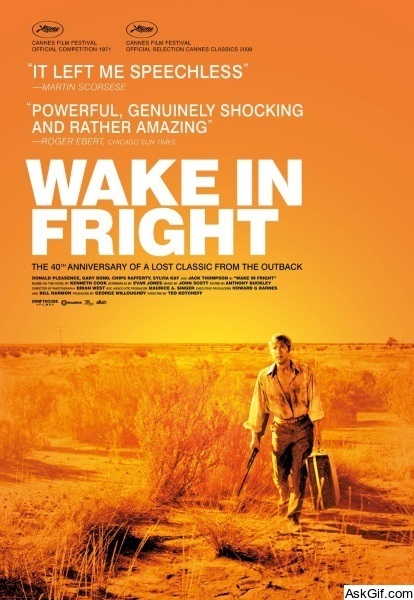 CANNES FILM FESTIVAL
OFFICIAL COMPETITION 1971
CANNES FILM FESTIVAL
OFFICIAL SELECTION CANNES CLASSICS 2009
"IT LEFT ME SPEECHLESS"
—MARTIN SCORSESE
"POWERFUL, GENUINELY SHOCKING
AND RATHER AMAZING"
—ROGER EBERT, CHICAGO SUN TIMES
WAKE IN
FRIGHT
THE 40TH ANNIVERSARY OF A LOST CLASSIC FROM THE OUTBACK
DONALD PLEASENCE, GARY BOND, CHIPS RAFFERTY, SYLVIA KAY AND JACK THOMPSON IN "WAKE IN FRIGHT"
BASED ON THE NOVEL BY KENNETH COOK SCREENPLAY BY EVAN JONES MUSIC BY JOHN SCOTT EDITING BY ANTHONY BUCKLEY
DIRECTOR OF PHOTOGRAPHY BRIAN WEST ASSOCIATE PRODUCER MAURICE A. SINGER EXECUTIVE PRODUCERS HOWARD G BARNES
AND BILL HARMON PRODUCED BY GEORGE WILLOUGHBY DIRECTED BY TED KOTCHEFF
DRAFTHOUSE
FILMS
AskGif.com